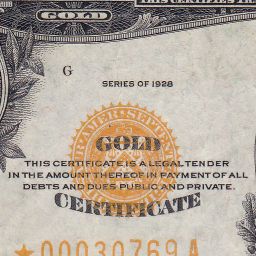 GOLD
G
SERIES OF 1928
GOLD
THIS CERTIFICATE IS A LEGAL TENDER
IN THE AMOUNT THEREOF IN PAYMENT OF ALL
DEBTS AND DUES PUBLIC AND PRIVATE.
CERTIFICATE
★00030769A